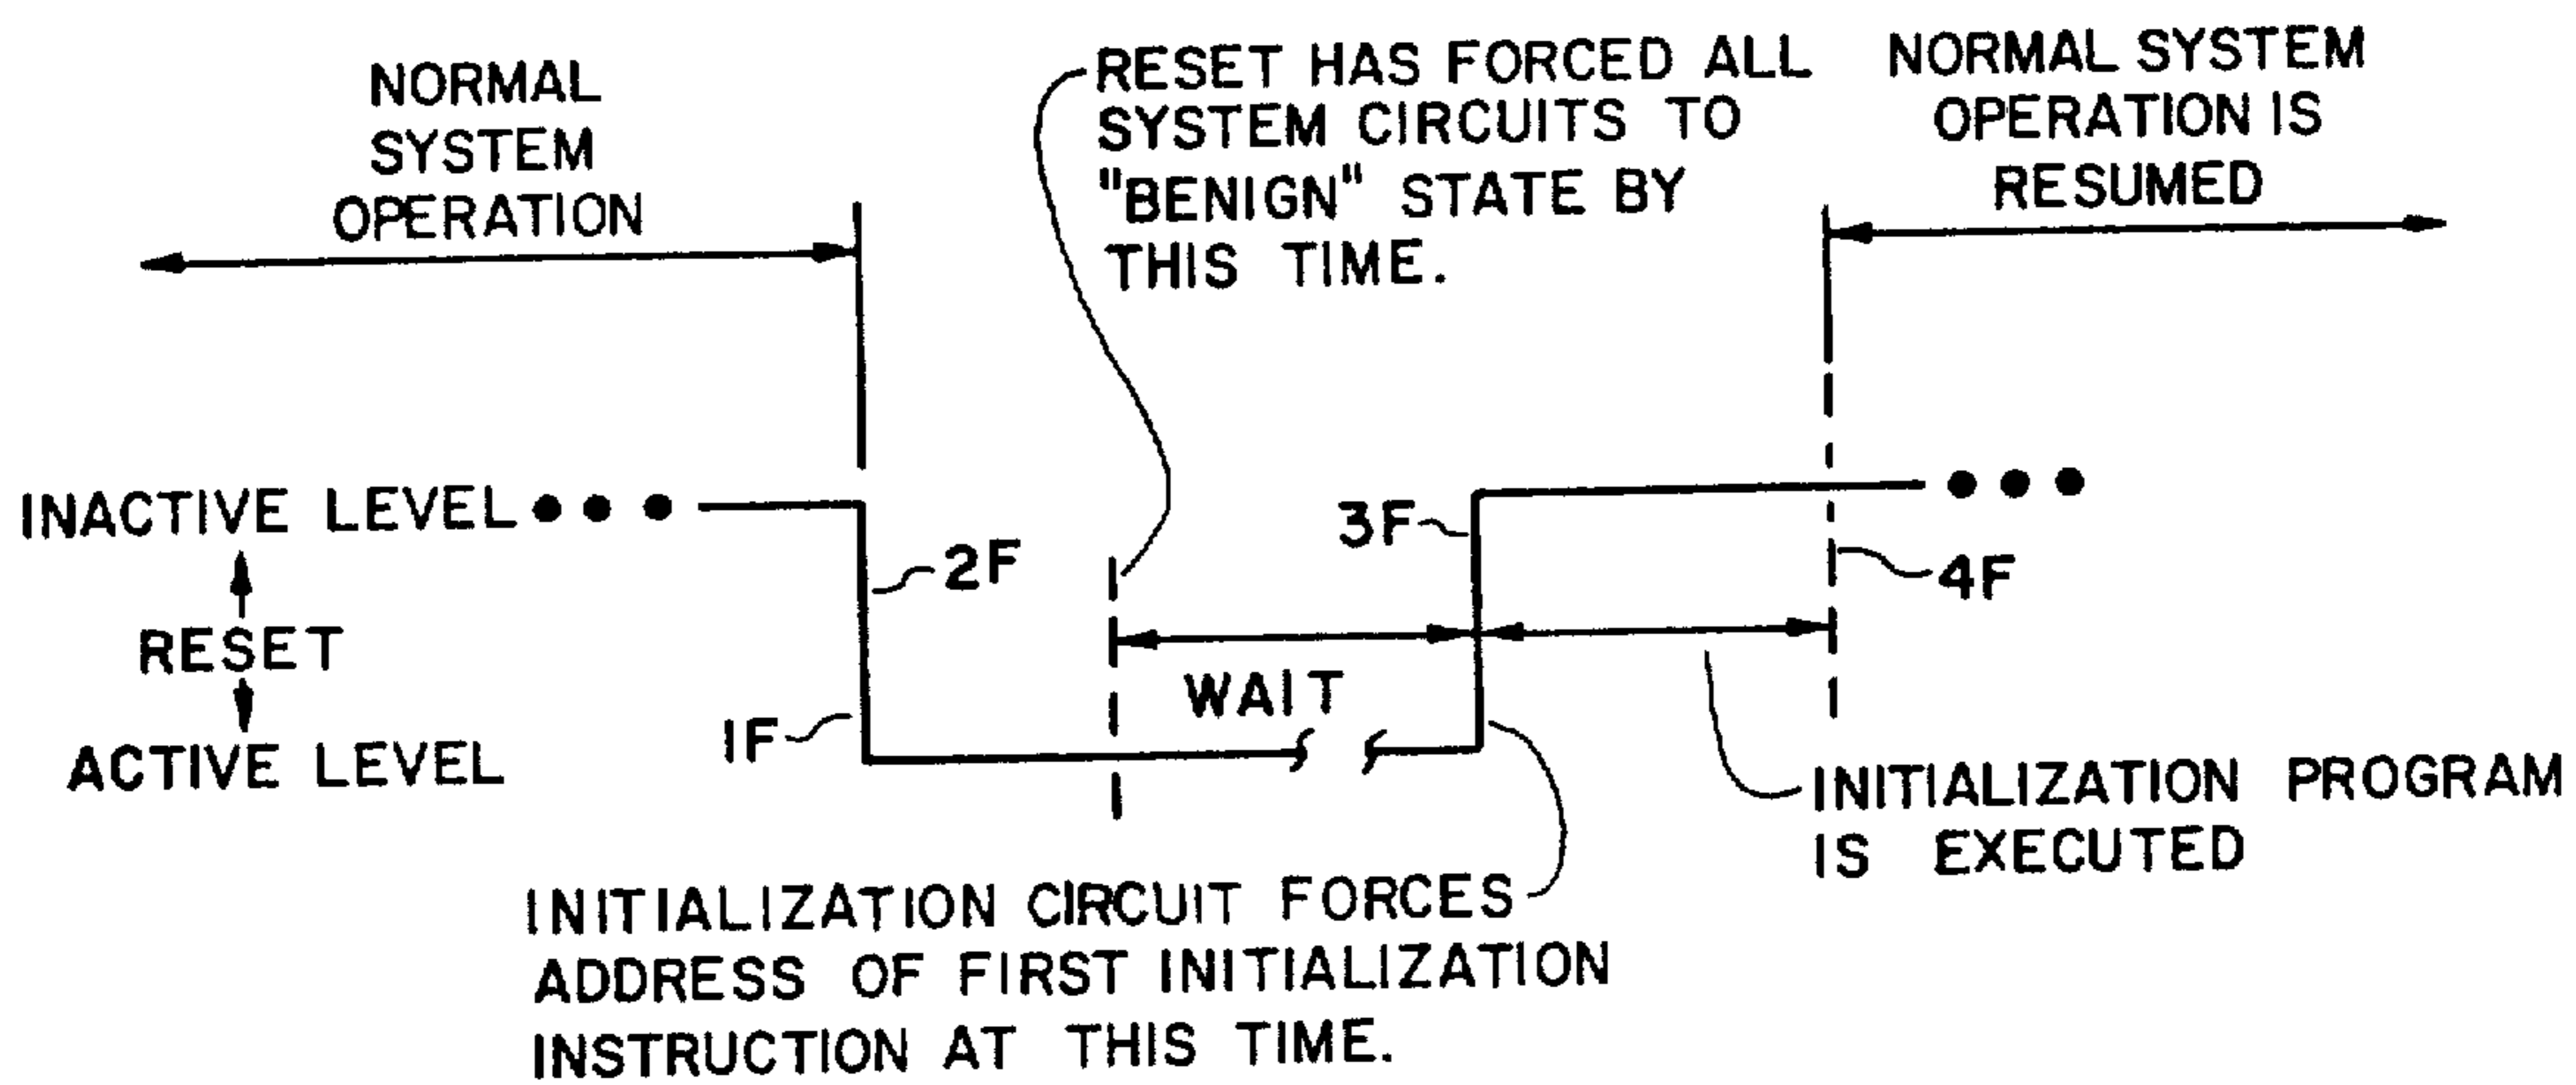 NORMAL
SYSTEM
OPERATION
RESET HAS FORCED ALL
SYSTEM CIRCUITS TO
"BENIGN" STATE BY
THIS TIME.
NORMAL SYSTEM
OPERATION IS
RESUMED
INACTIVE LEVEL
RESET
ACTIVE LEVEL
2F
1F
WAIT
3F
4F
INITIALIZATION PROGRAM
IS EXECUTED
INITIALIZATION CIRCUIT FORCES
ADDRESS OF FIRST INITIALIZATION
INSTRUCTION AT THIS TIME.